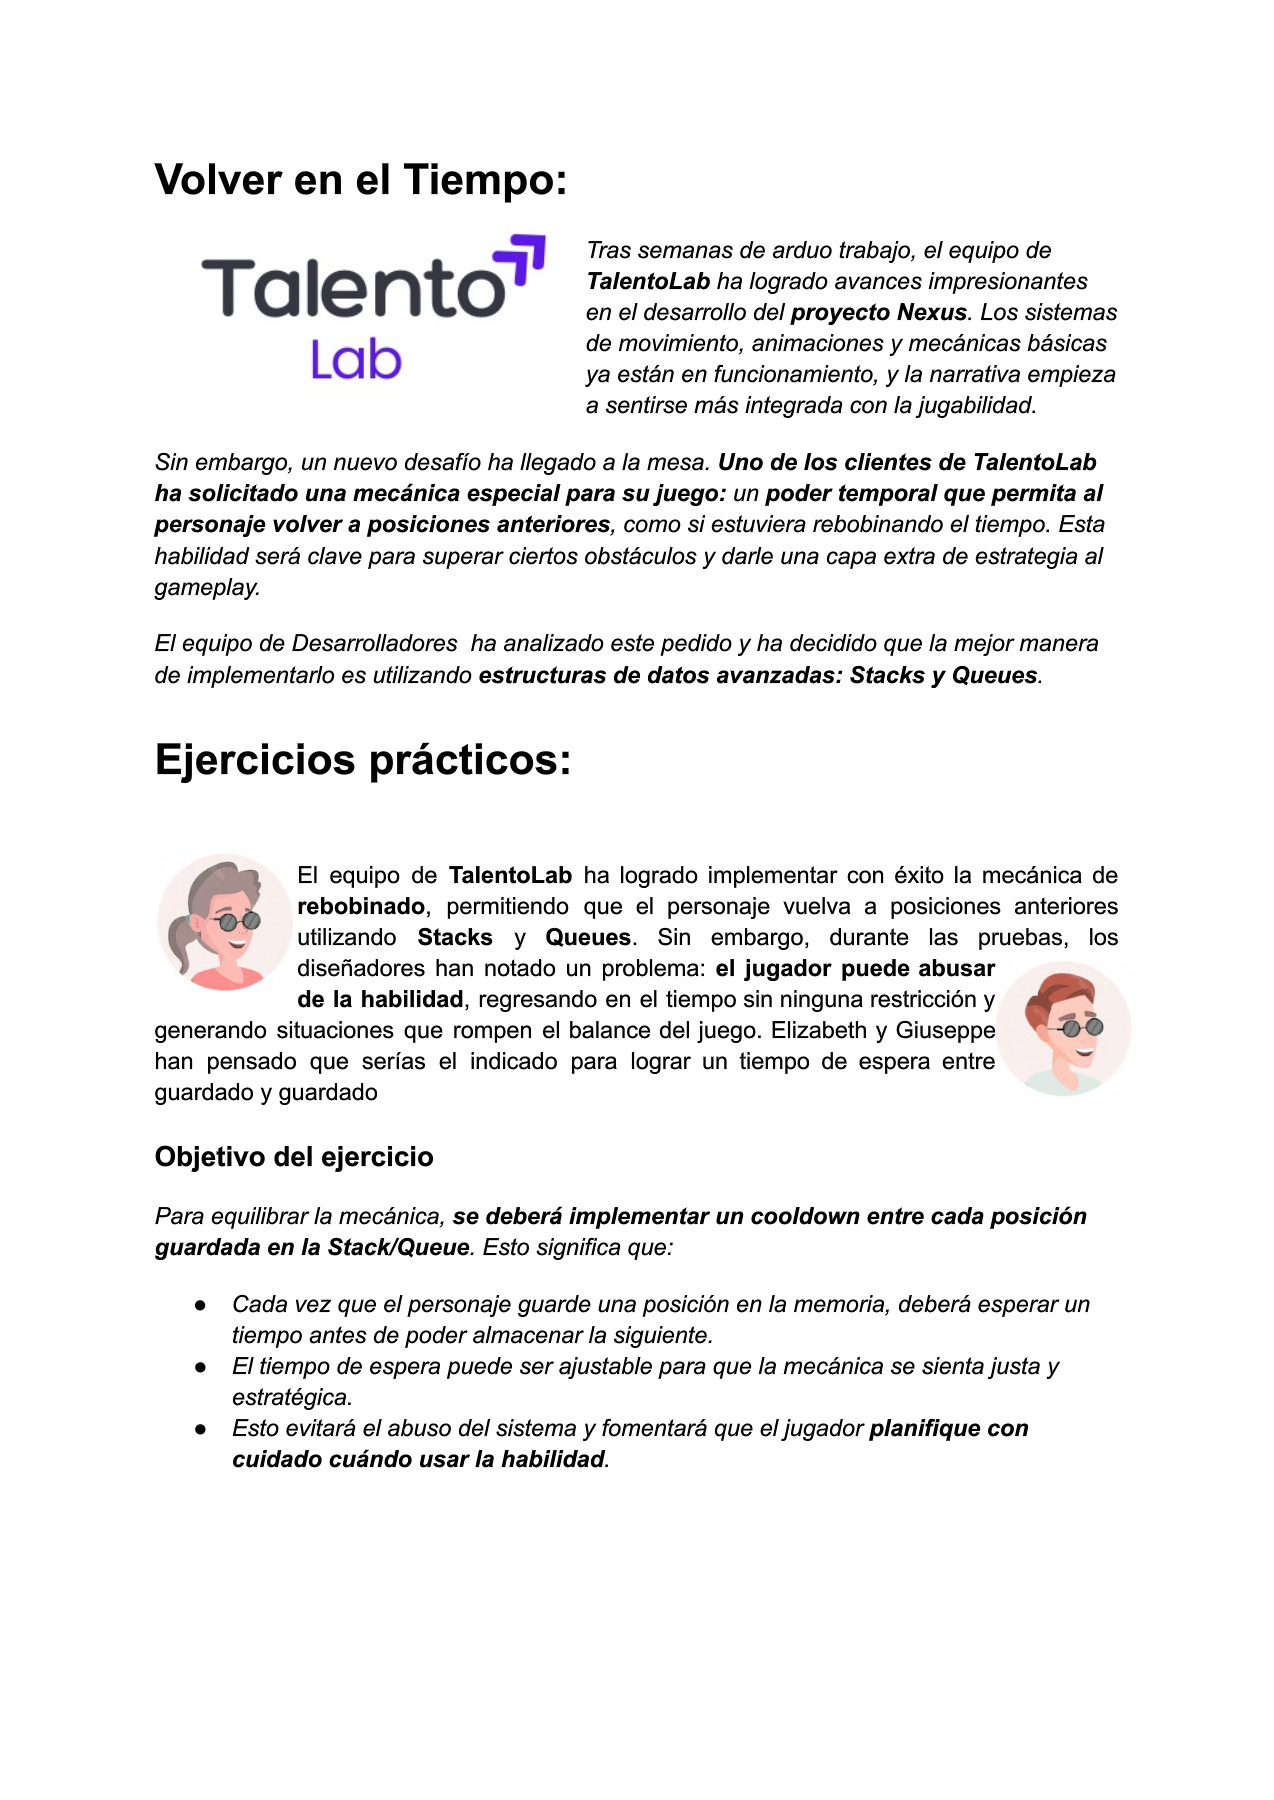 Volver en el Tiempo:
Talento
Lab
Tras semanas de arduo trabajo, el equipo de
TalentoLab ha logrado avances impresionantes
en el desarrollo del proyecto Nexus. Los sistemas
de movimiento, animaciones y mecánicas básicas
ya están en funcionamiento, y la narrativa empieza
a sentirse más integrada con la jugabilidad.
Sin embargo, un nuevo desafío ha llegado a la mesa. Uno de los clientes de TalentoLab
ha solicitado una mecánica especial para su juego: un poder temporal que permita al
personaje volver a posiciones anteriores, como si estuviera rebobinando el tiempo. Esta
habilidad será clave para superar ciertos obstáculos y darle una capa extra de estrategia al
gameplay.
El equipo de Desarrolladores  ha analizado este pedido y ha decidido que la mejor manera
de implementarlo es utilizando estructuras de datos avanzadas: Stacks y Queues.
Ejercicios prácticos:
El equipo de TalentoLab ha logrado implementar con éxito la mecánica de
rebobinado, permitiendo que el personaje vuelva a posiciones anteriores
utilizando Stacks y Queues. Sin embargo, durante las pruebas, los
diseñadores han notado un problema: el jugador puede abusar
de la habilidad, regresando en el tiempo sin ninguna restricción y
generando situaciones que rompen el balance del juego. Elizabeth y Giuseppe
han pensado que serías el indicado para lograr un tiempo de espera entre
guardado y guardado
Objetivo del ejercicio
Para equilibrar la mecánica, se deberá implementar un cooldown entre cada posición
guardada en la Stack/Queue. Esto significa que:
● Cada vez que el personaje guarde una posición en la memoria, deberá esperar un
tiempo antes de poder almacenar la siguiente.
● El tiempo de espera puede ser ajustable para que la mecánica se sienta justa y
estratégica.
● Esto evitará el abuso del sistema y fomentará que el jugador planifique con
cuidado cuándo usar la habilidad.